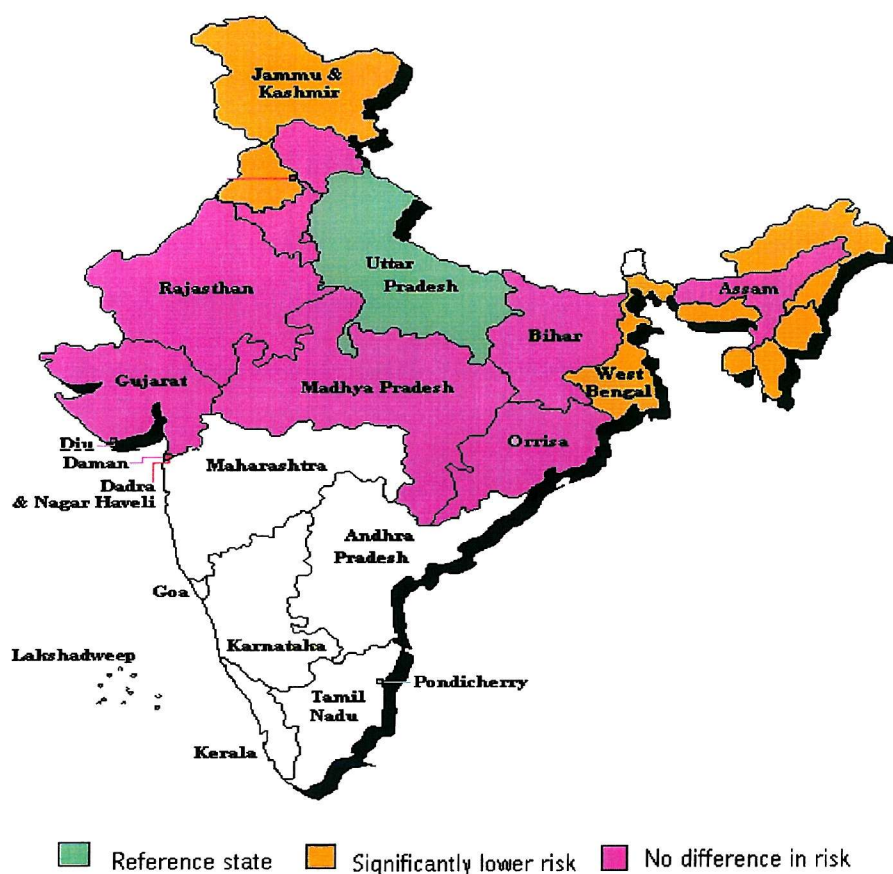 Jammu &
Kashmir
Uttar
Pradesh
Rajasthan
Assam
Bihar
Gujarat
Madhya Pradesh
West
Bengal
Orrisa
Diu
Daman
Maharashtra
Dadra
& Nagar Haveli
Andhra
Pradesh
Goa
Karnataka
Lakshadweep
Pondicherry
Tamil
Nadu
Kerala
Reference state
Significantly lower risk
No difference in risk